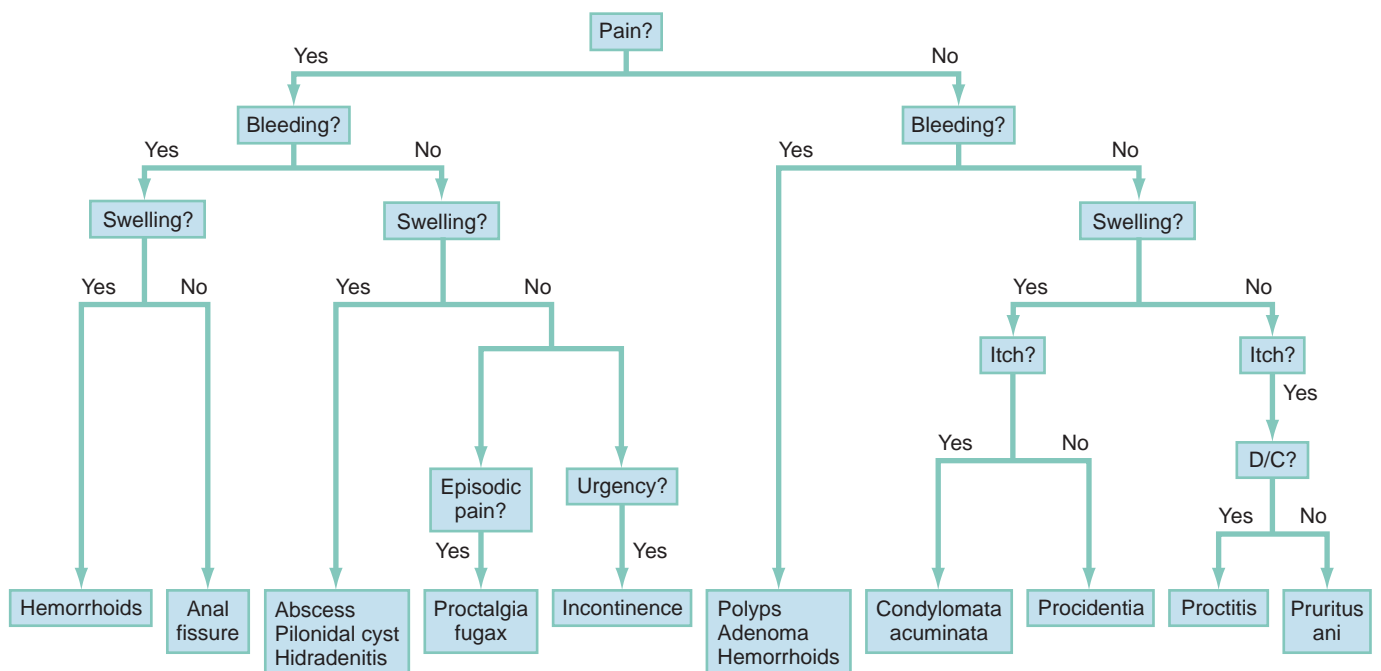 Pain?
Yes
No
Bleeding?
Bleeding?
Yes
No
Yes
No
Swelling?
Swelling?
Swelling?
Yes
No
Yes
No
Yes
No
Itch?
Itch?
Yes
Yes
No
D/C?
Episodic
pain?
Urgency?
Yes
No
Yes
Yes
Hemorrhoids
Anal
fissure
Abscess
Pilonidal cyst
Hidradenitis
Proctalgia
fugax
Incontinence
Polyps
Adenoma
Hemorrhoids
Condylomata
acuminata
Procidentia
Proctitis
Pruritus
ani